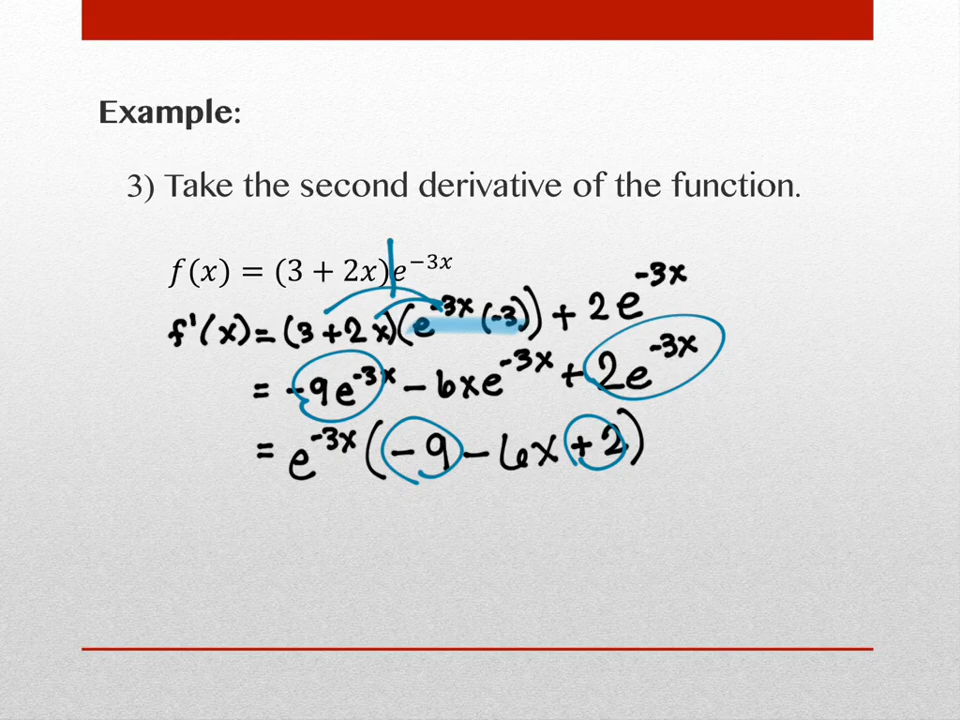 Example:
3) Take the second derivative of the function.
f(x) = (3 + 2x)e^{-3x}
f'(x) = (3 + 2x)(e^{-3x}(-3)) + 2e^{-3x}
= -9e^{-3x} - 6xe^{-3x} + 2e^{-3x}
= e^{-3x}(-9 - 6x + 2)